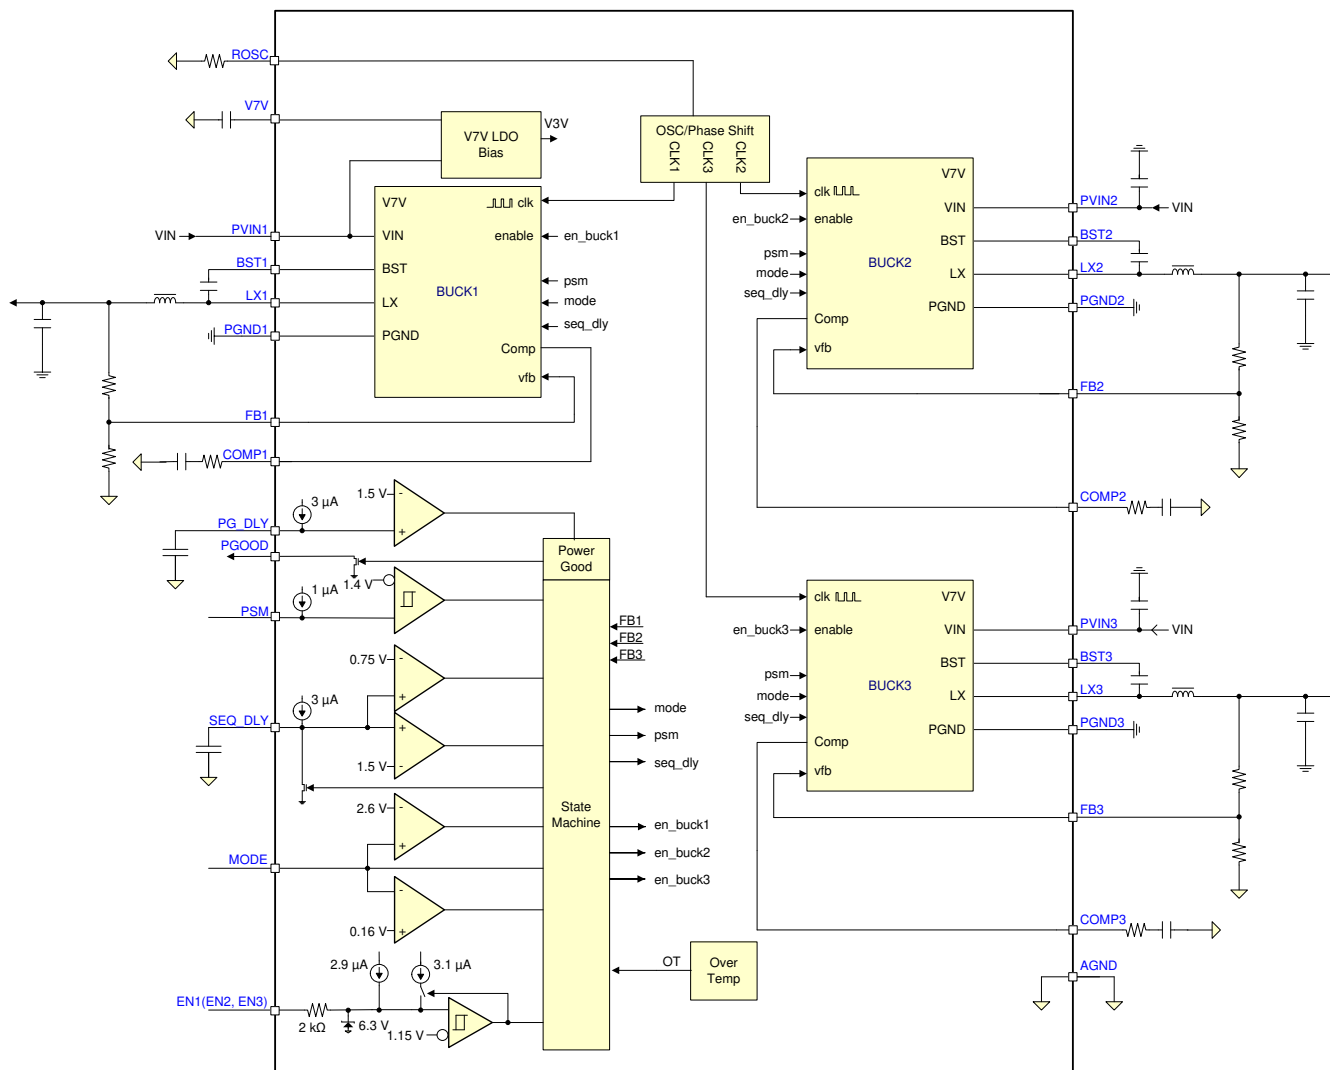 ROSC
V7V
V7V LDO
Bias
V3V
OSC/Phase Shift
CLK1
CLK3
CLK2
V7V
clk
VIN
PVIN1
VIN
enable
en_buck1
BST1
BST
psm
BUCK1
LX1
LX
mode
seq_dly
PGND1
PGND
Comp
vfb
FB1
COMP1
V7V
clk
VIN
PVIN2
VIN
en_buck2
enable
BST
BST2
psm
BUCK2
mode
LX
LX2
seq_dly
PGND
PGND2
Comp
vfb
FB2
COMP2
1.5 V
-
3 µA
+
PG_DLY
PGOOD
Power
Good
1.4 V
1 µA
PSM
FB1
FB2
FB3
0.75 V
-
3 µA
+
SEQ_DLY
+
1.5 V
-
mode
psm
seq_dly
2.6 V
-
State
Machine
+
MODE
-
0.16 V
+
en_buck1
en_buck2
en_buck3
OT
Over
Temp
2.9 µA
3.1 µA
EN1(EN2, EN3)
2 kΩ
6.3 V
1.15 V
clk
V7V
en_buck3
enable
VIN
PVIN3
VIN
BST
BST3
psm
BUCK3
mode
LX
LX3
seq_dly
PGND
PGND3
Comp
vfb
FB3
COMP3
AGND